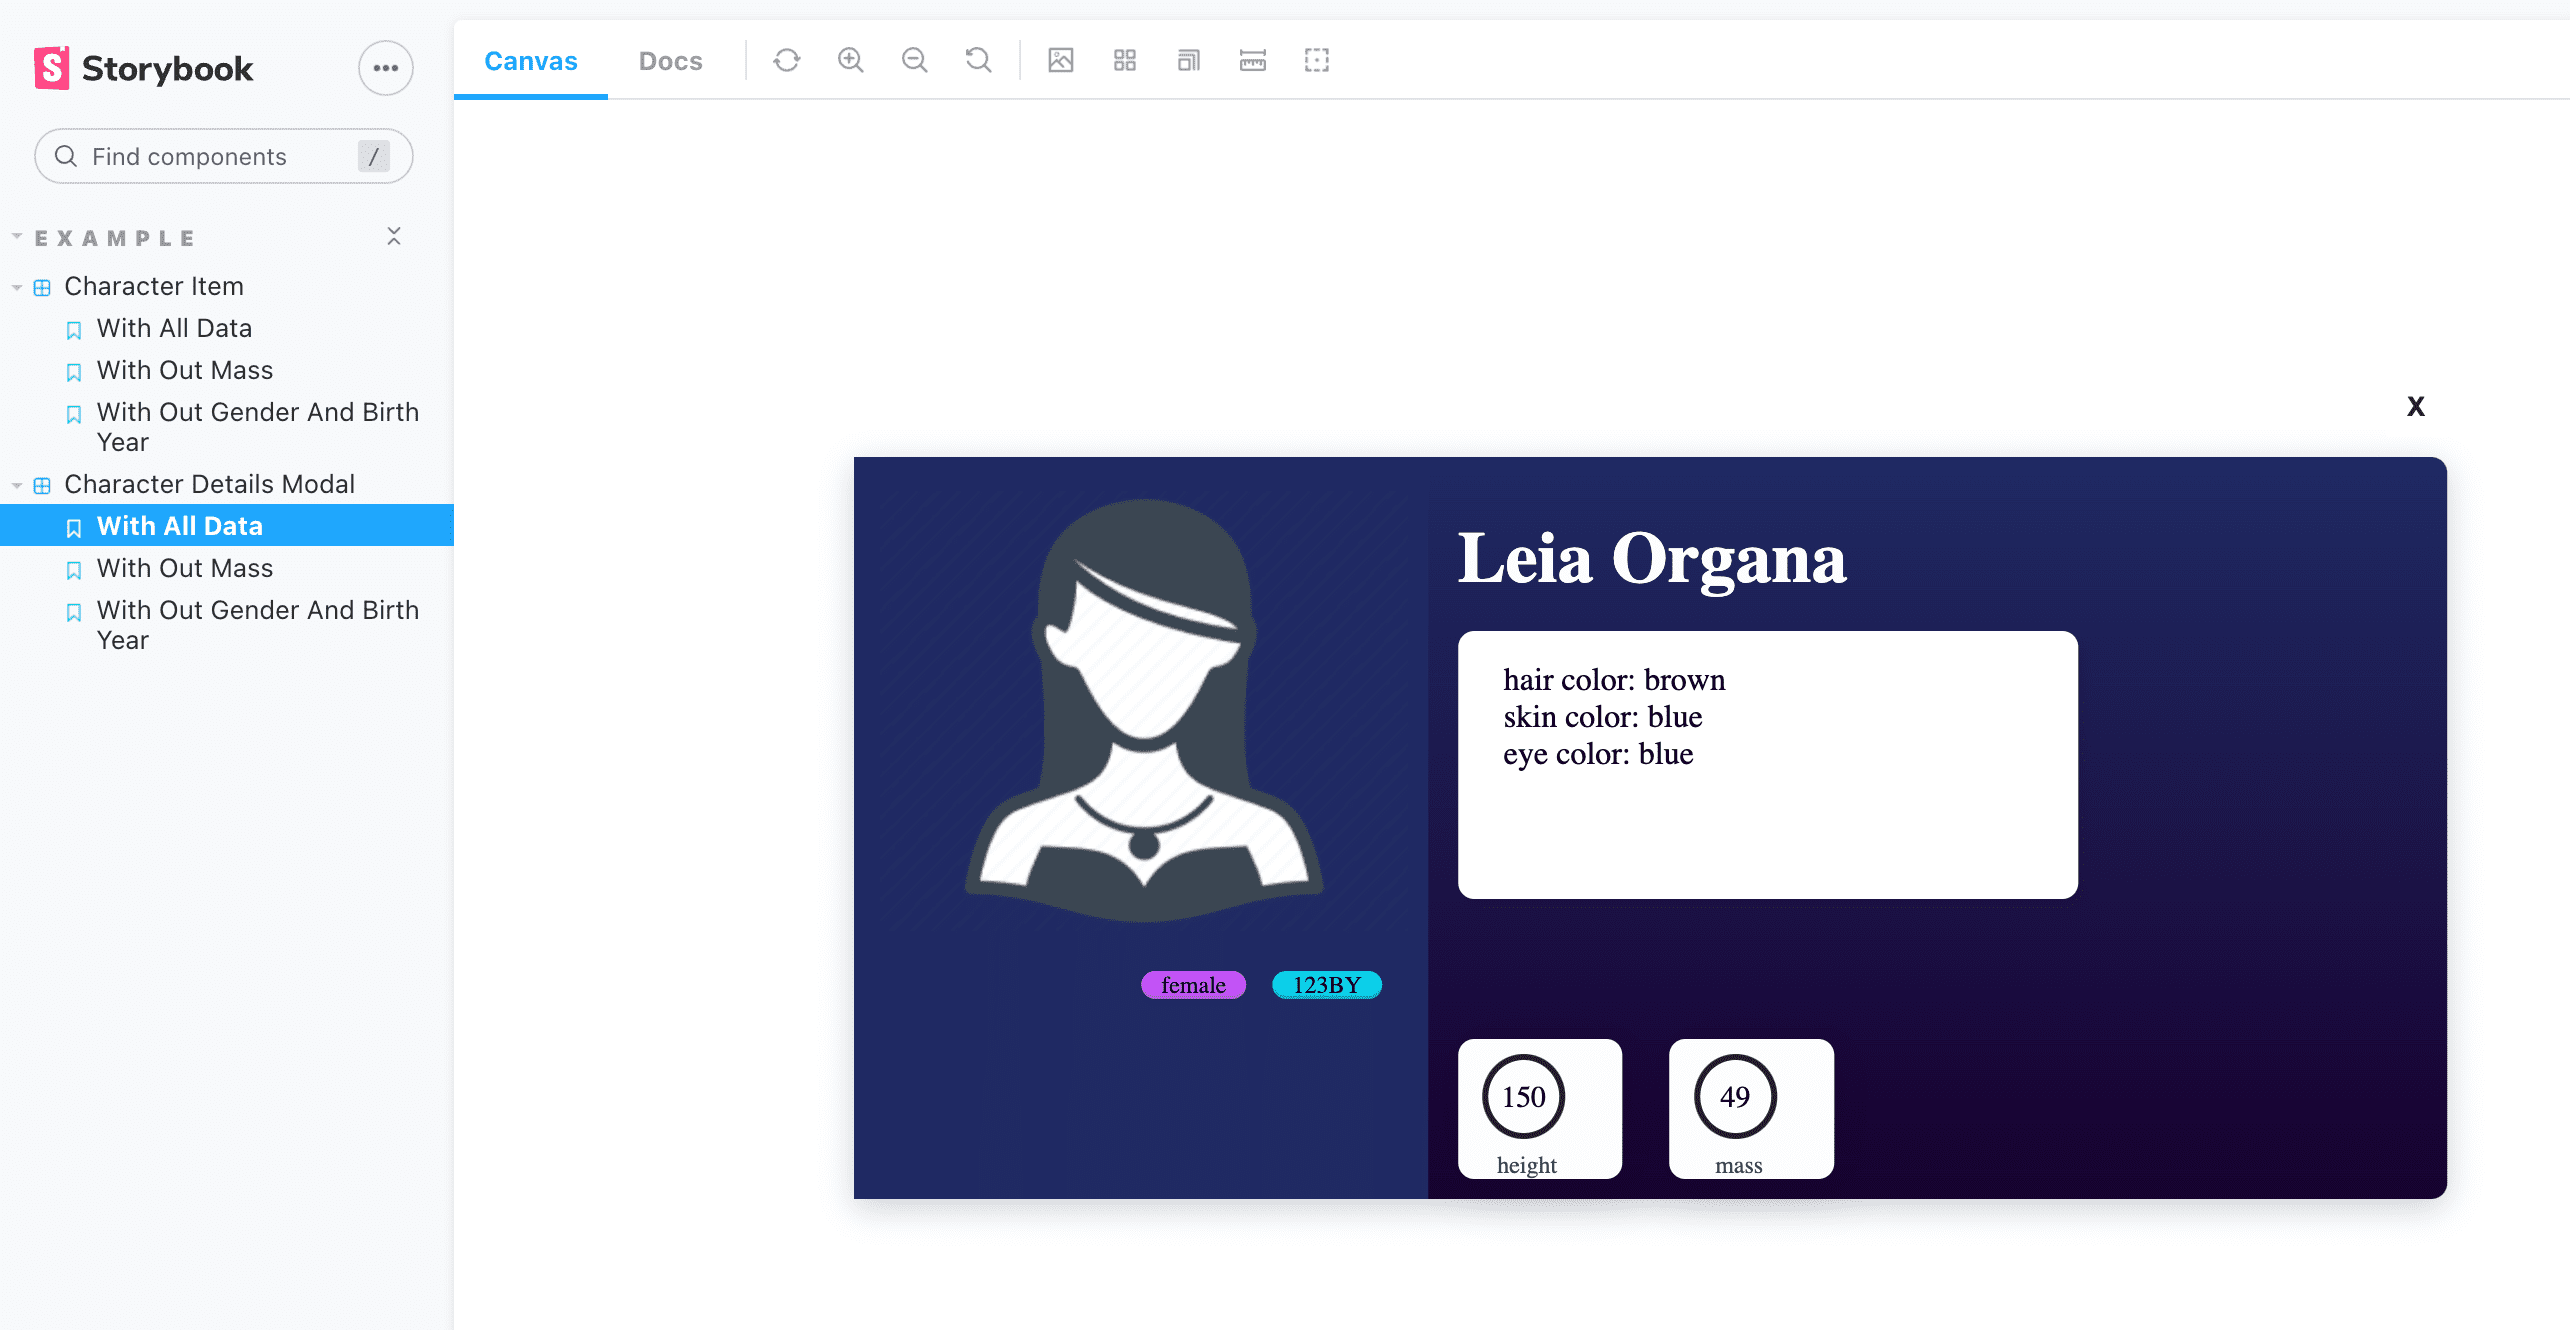 Storybook
Find components /
EXAMPLE
Character Item
With All Data
With Out Mass
With Out Gender And Birth
Year
Character Details Modal
With All Data
With Out Mass
With Out Gender And Birth
Year
Canvas Docs
X
Leia Organa
hair color: brown
skin color: blue
eye color: blue
female 123BY
150 49
height mass